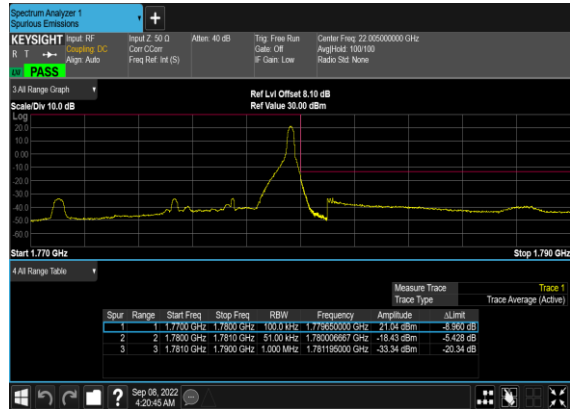 Spectrum Analyzer 1
Spurious Emissions
+
KEYSIGHT Input: RF Input Z: 50 Ω Atten: 40 dB Trig: Free Run Center Freq: 22.005000000 GHz
R T Coupling: DC Corr CCorr Gate: Off Avg|Hold: 100/100
Align: Auto Freq Ref: Int (S) IF Gain: Low Radio Std: None
PASS
3 All Range Graph
Ref Lvl Offset 8.10 dB
Scale/Div 10.0 dB Ref Value 30.00 dBm
Log
20.0
10.0
0.00
-10.0
-20.0
-30.0
-40.0
-50.0
-60.0
Start 1.770 GHz Stop 1.790 GHz
4 All Range Table
Measure Trace Trace 1
Trace Type Trace Average (Active)
Spur Range Start Freq Stop Freq RBW Frequency Amplitude ΔLimit
1 1 1.7700 GHz 1.7800 GHz 100.0 kHz 1.779650000 GHz 21.04 dBm -8.960 dB
2 2 1.7800 GHz 1.7810 GHz 51.00 kHz 1.780006667 GHz -18.43 dBm -5.428 dB
3 3 1.7810 GHz 1.7900 GHz 1.000 MHz 1.781195000 GHz -33.34 dBm -20.34 dB
? Sep 08, 2022
4:20:45 AM